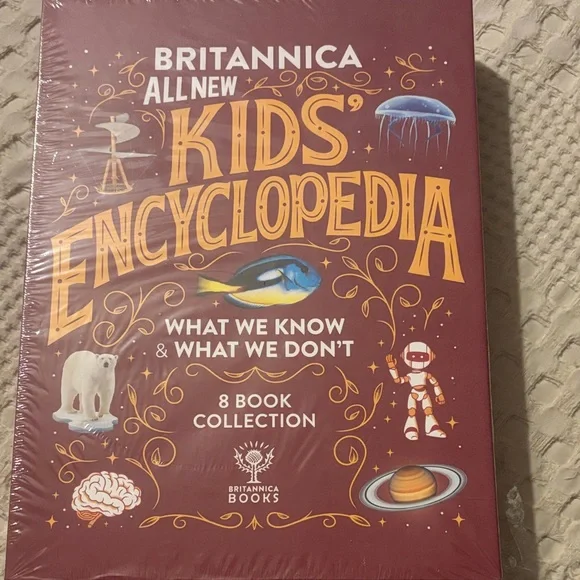 BRITANNICA
ALL NEW
KIDS'
ENCYCLOPEDIA
WHAT WE KNOW
& WHAT WE DON'T
8 BOOK
COLLECTION
BRITANNICA
BOOKS